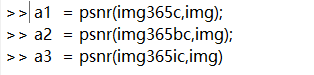 >> a1  = psnr(img365c,img);
>> a2  = psnr(img365bc,img);
>> a3  = psnr(img365ic,img)